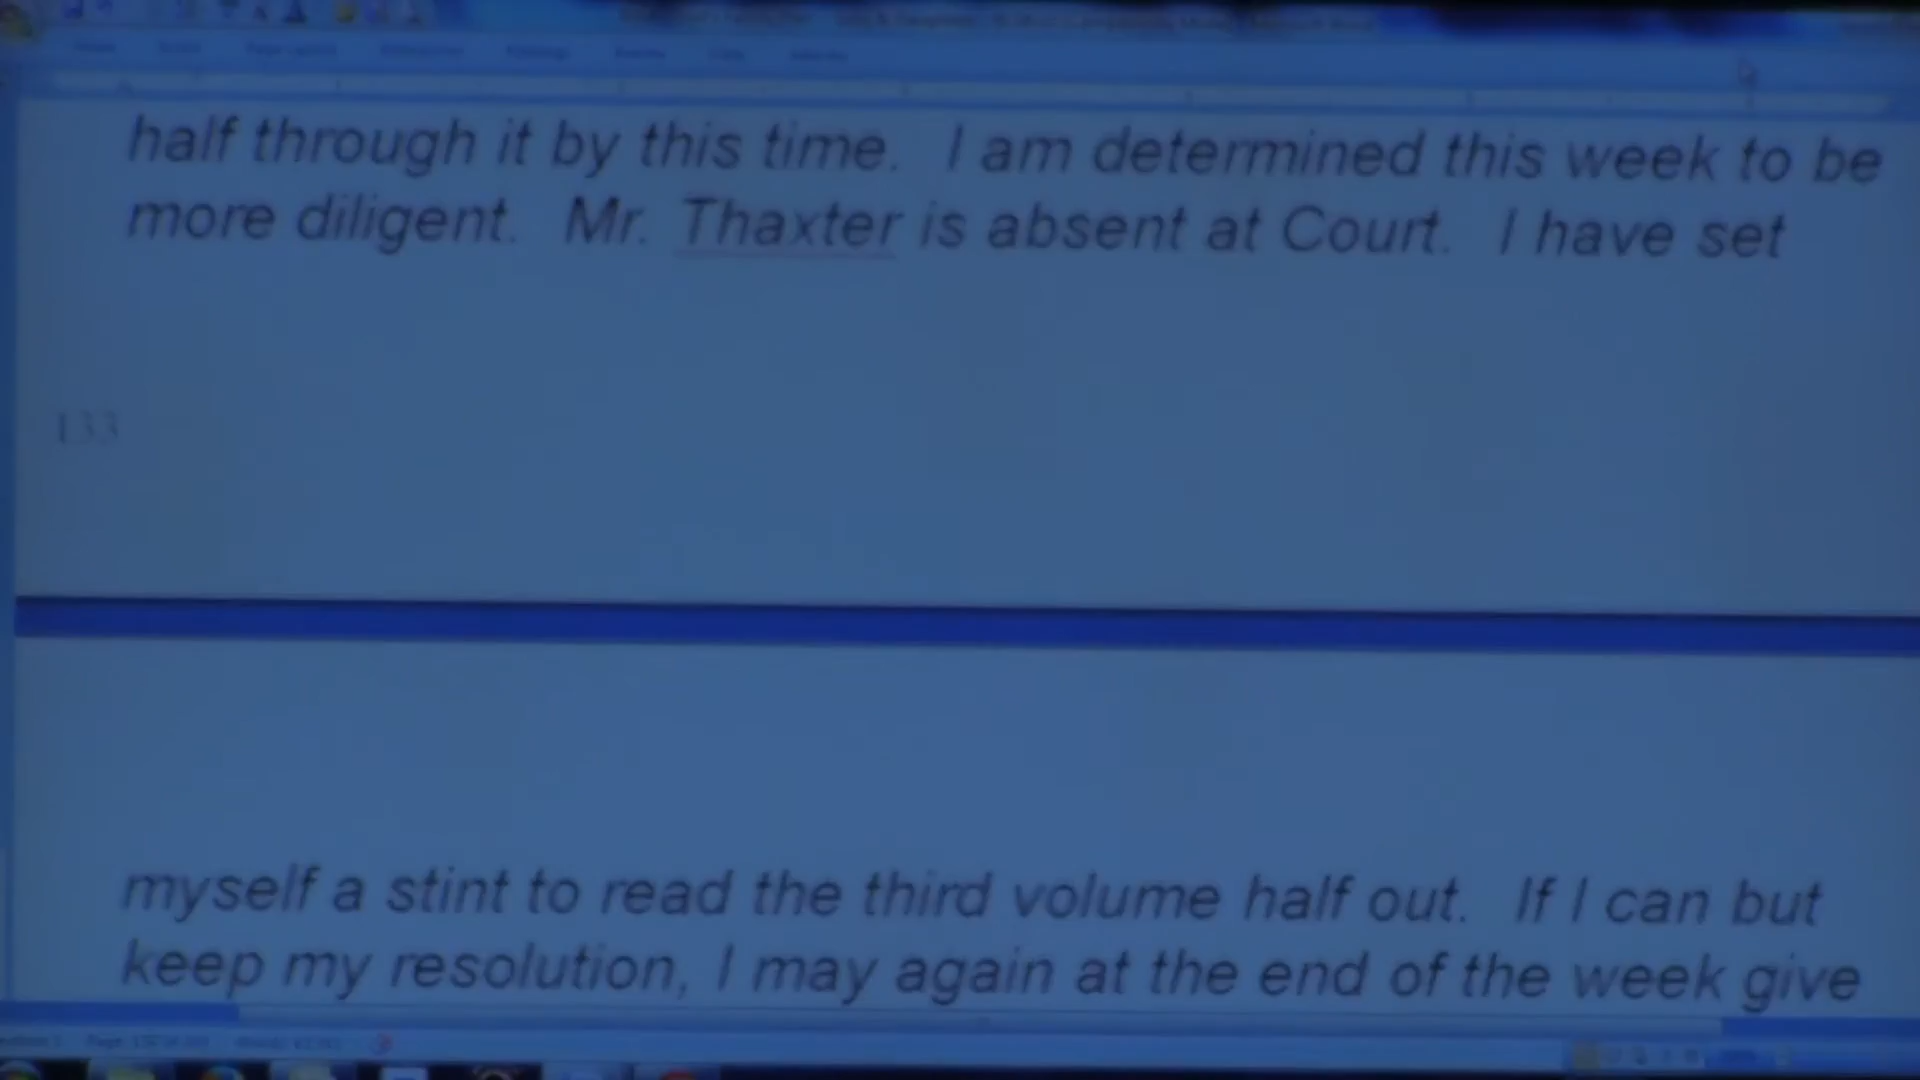 half through it by this time. I am determined this week to be
more diligent. Mr. Thaxter is absent at Court. I have set
133
myself a stint to read the third volume half out. If I can but
keep my resolution, I may again at the end of the week give